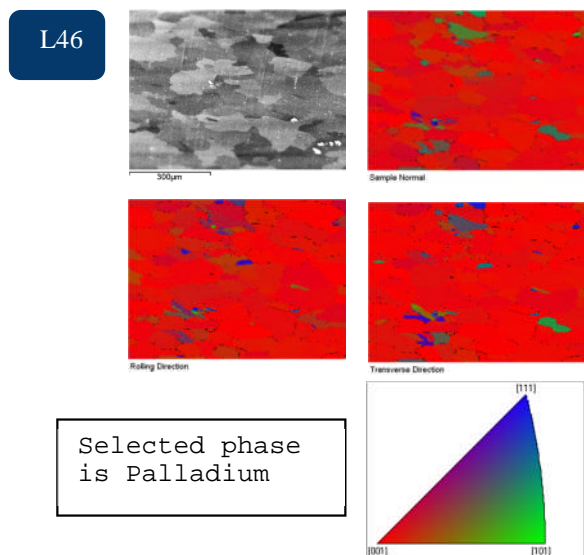 L46
300µm
Sample Normal
Rolling Direction
Transverse Direction
Selected phase
is Palladium
[111]
[001]
[101]